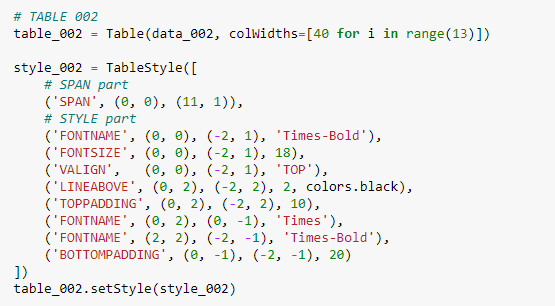 # TABLE 002
table_002 = Table(data_002, colWidths=[40 for i in range(13)])

style_002 = TableStyle([
    # SPAN part
    ('SPAN', (0, 0), (11, 1)),
    # STYLE part
    ('FONTNAME', (0, 0), (-2, 1), 'Times-Bold'),
    ('FONTSIZE', (0, 0), (-2, 1), 18),
    ('VALIGN',   (0, 0), (-2, 1), 'TOP'),
    ('LINEABOVE', (0, 2), (-2, 2), 2, colors.black),
    ('TOPPADDING', (0, 2), (-2, 2), 10),
    ('FONTNAME', (0, 2), (0, -1), 'Times'),
    ('FONTNAME', (2, 2), (-2, -1), 'Times-Bold'),
    ('BOTTOMPADDING', (0, -1), (-2, -1), 20)
])
table_002.setStyle(style_002)